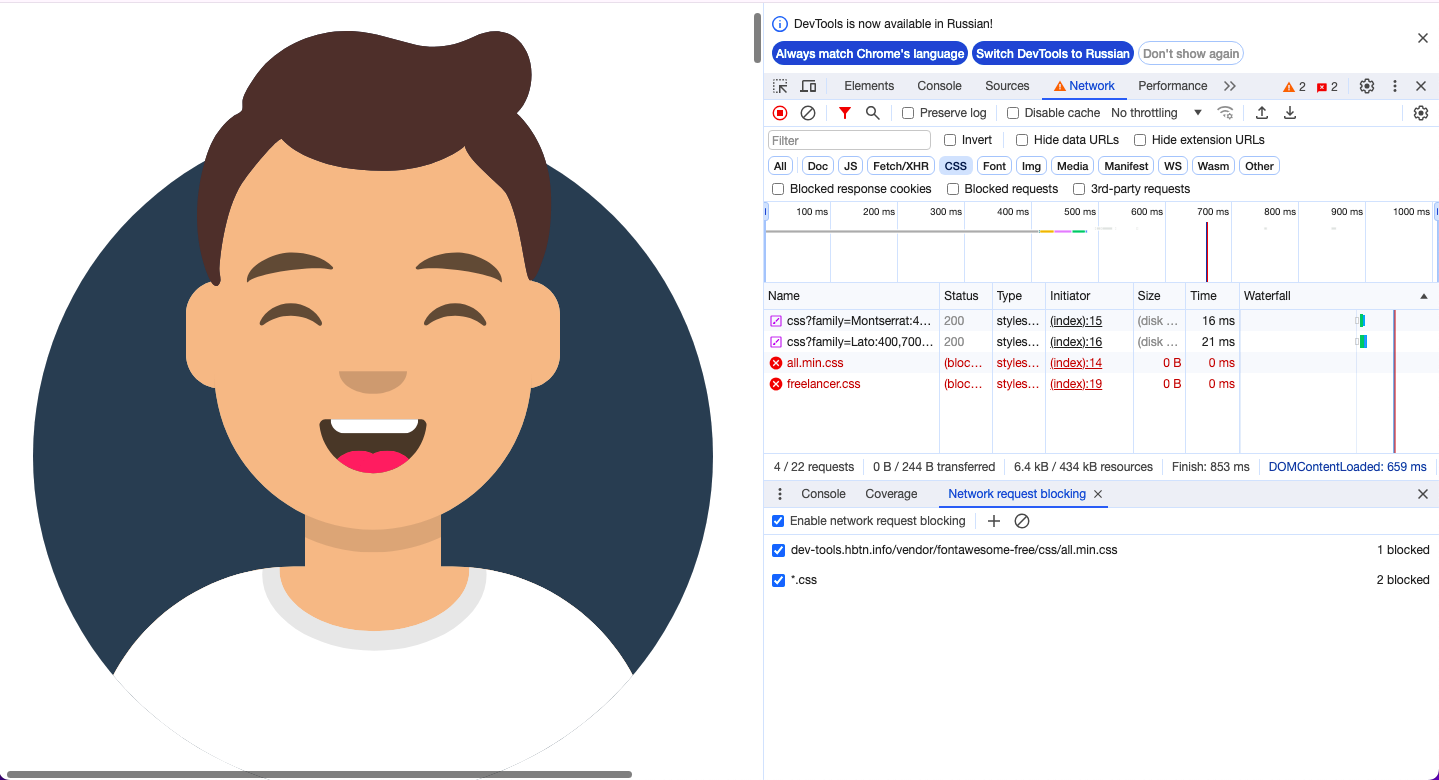 DevTools is now available in Russian!
Always match Chrome's language Switch DevTools to Russian Don't show again
Elements Console Sources Network Performance 2 2
Preserve log Disable cache No throttling
Filter Invert Hide data URLs Hide extension URLs
All Doc JS Fetch/XHR CSS Font Img Media Manifest WS Wasm Other
Blocked response cookies Blocked requests 3rd-party requests
100 ms 200 ms 300 ms 400 ms 500 ms 600 ms 700 ms 800 ms 900 ms 1000 ms
Name Status Type Initiator Size Time Waterfall
css?family=Montserrat:4... 200 styles... (index):15 (disk ... 16 ms
css?family=Lato:400,700... 200 styles... (index):16 (disk ... 21 ms
all.min.css (bloc... styles... (index):14 0 B 0 ms
freelancer.css (bloc... styles... (index):19 0 B 0 ms
4 / 22 requests 0 B / 244 B transferred 6.4 kB / 434 kB resources Finish: 853 ms DOMContentLoaded: 659 ms
Console Coverage Network request blocking
Enable network request blocking
dev-tools.hbtn.info/vendor/fontawesome-free/css/all.min.css 1 blocked
*.css 2 blocked